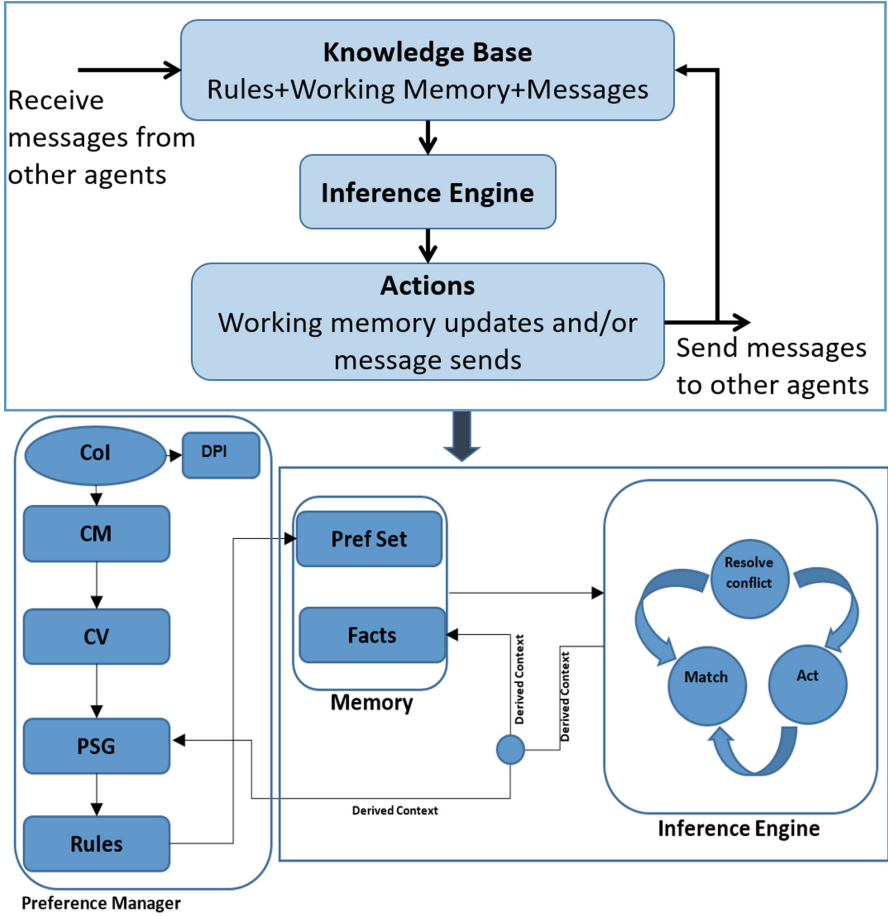 Knowledge Base
Rules+Working Memory+Messages
Receive
messages from
other agents
Inference Engine
Actions
Working memory updates and/or
message sends
Send messages
to other agents
CoI
DPI
CM
CV
PSG
Rules
Preference Manager
Pref Set
Facts
Memory
Derived Context
Derived Context
Derived Context
Resolve
conflict
Match
Act
Inference Engine